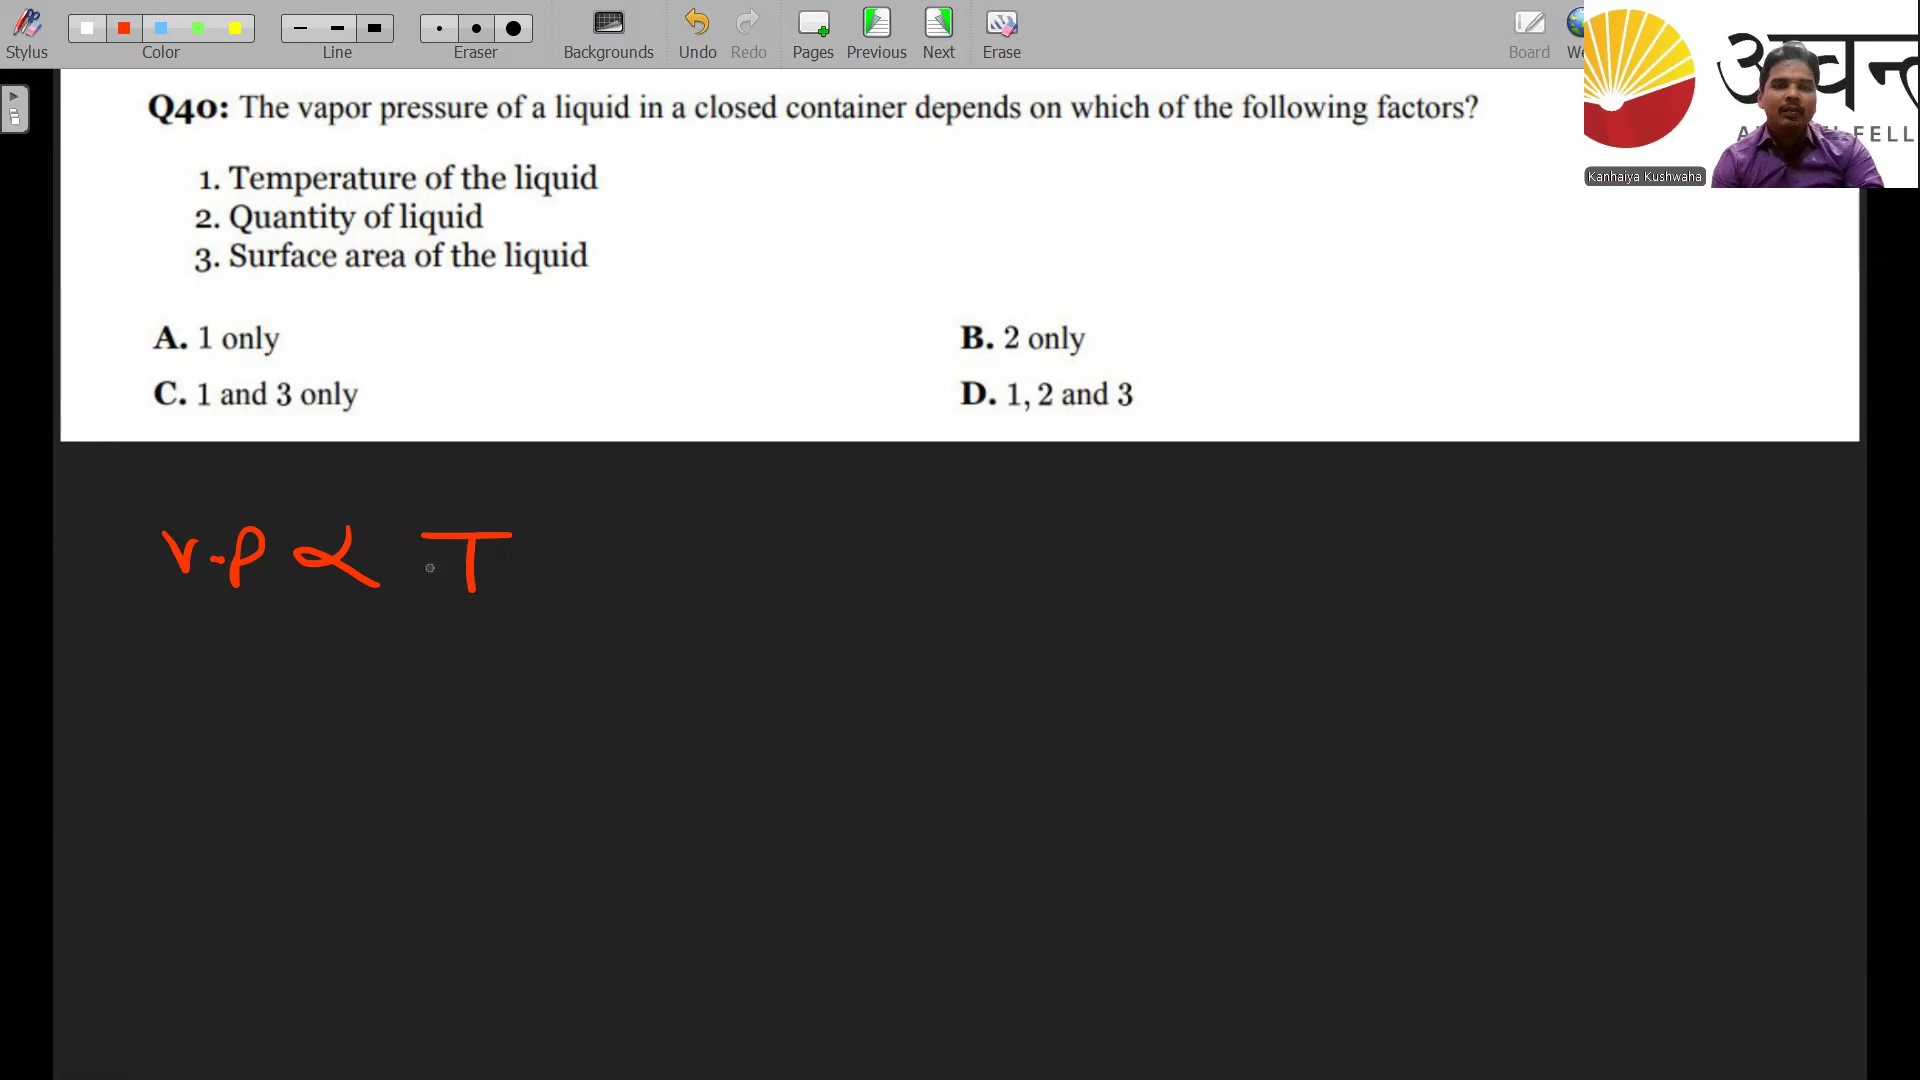 Stylus
Color
Line
Eraser
Backgrounds
Undo
Redo
Pages
Previous
Next
Erase
Board
Kanhaiya Kushwaha
Q40: The vapor pressure of a liquid in a closed container depends on which of the following factors?
1. Temperature of the liquid
2. Quantity of liquid
3. Surface area of the liquid
A. 1 only
B. 2 only
C. 1 and 3 only
D. 1, 2 and 3
V.P ∝ T